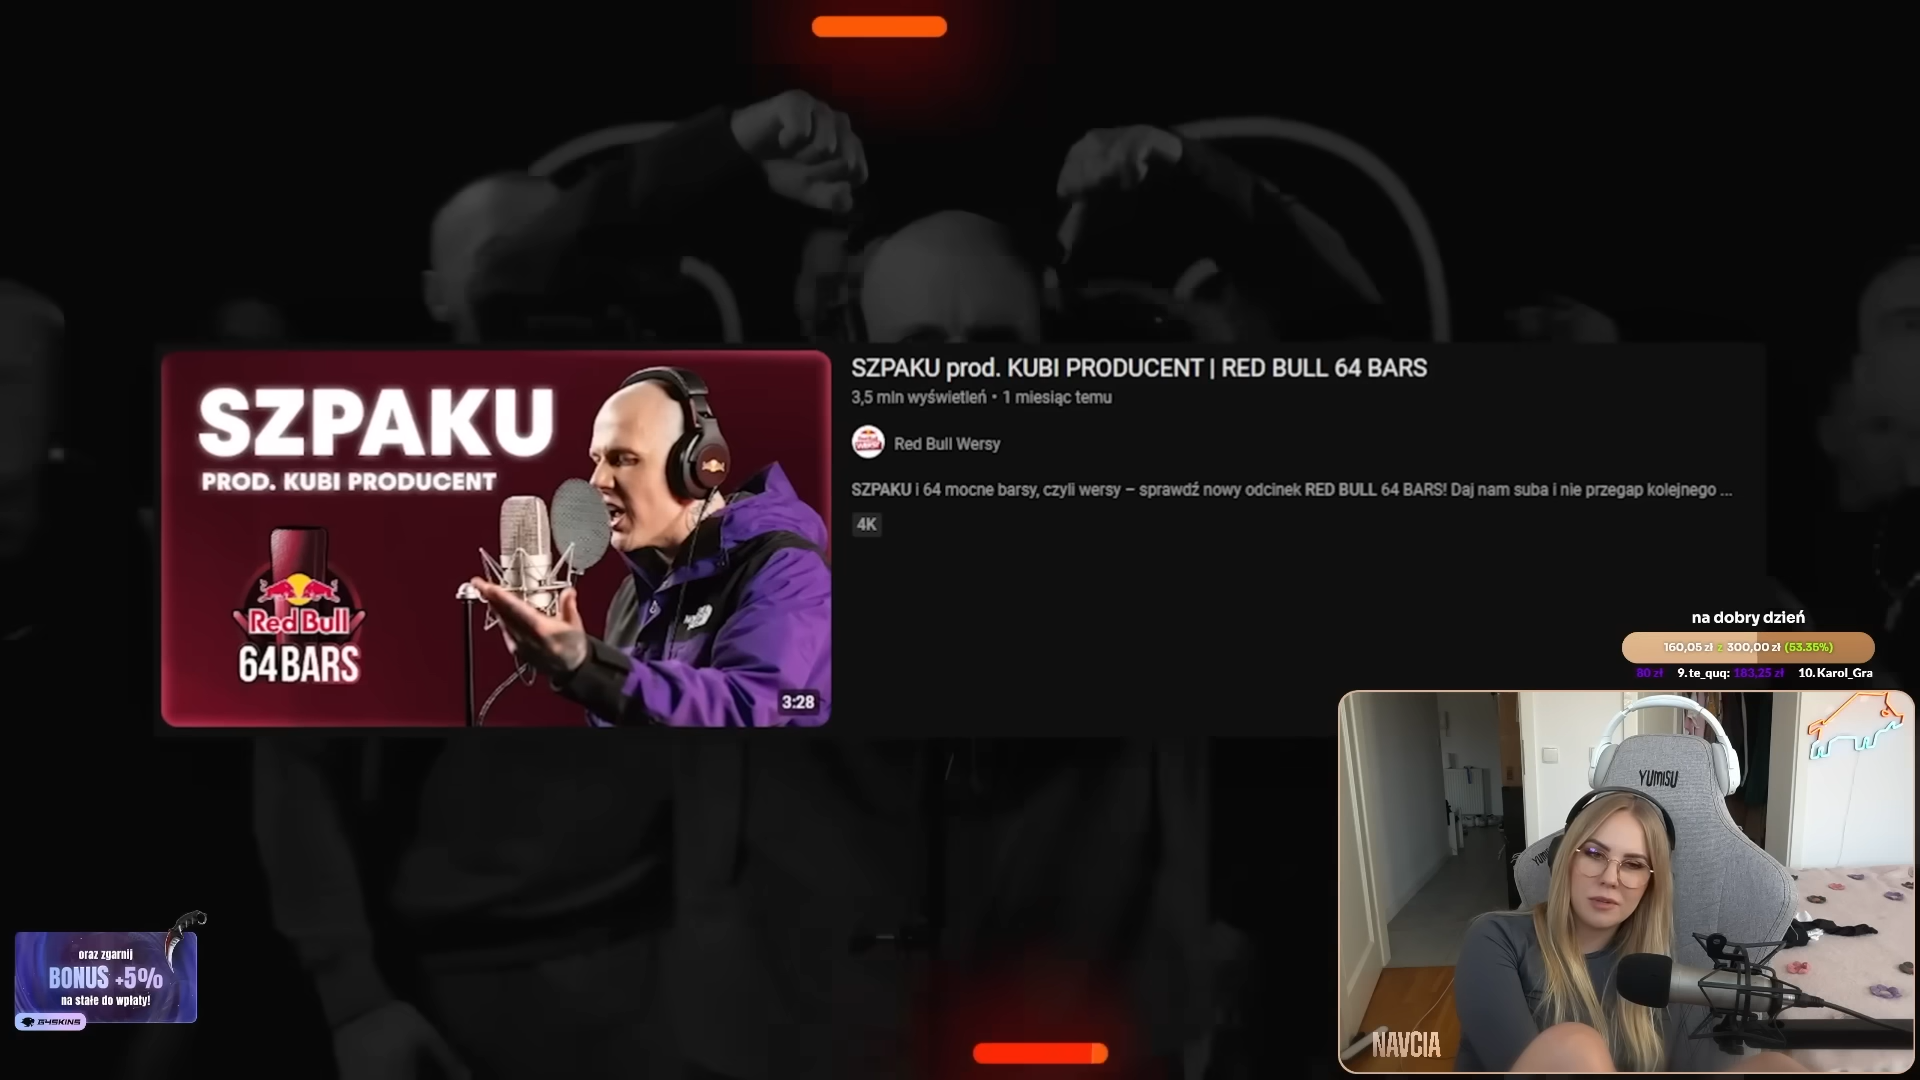 SZPAKU
PROD. KUBI PRODUCENT
Red Bull
64 BARS
3:28
SZPAKU prod. KUBI PRODUCENT | RED BULL 64 BARS
3,5 mln wyświetleń • 1 miesiąc temu
Red Bull Wersy
SZPAKU i 64 mocne barsy, czyli wersy – sprawdź nowy odcinek RED BULL 64 BARS! Daj nam suba i nie przegap kolejnego ...
4K
na dobry dzień
160,05 zł z 300,00 zł (53.35%)
80 zł 9.te_quq: 183,25 zł 10.Karol_Gra
YUMISU
NAVCIA
oraz zgarnij
BONUS +5%
na stałe do wpłaty!
G4SKINS